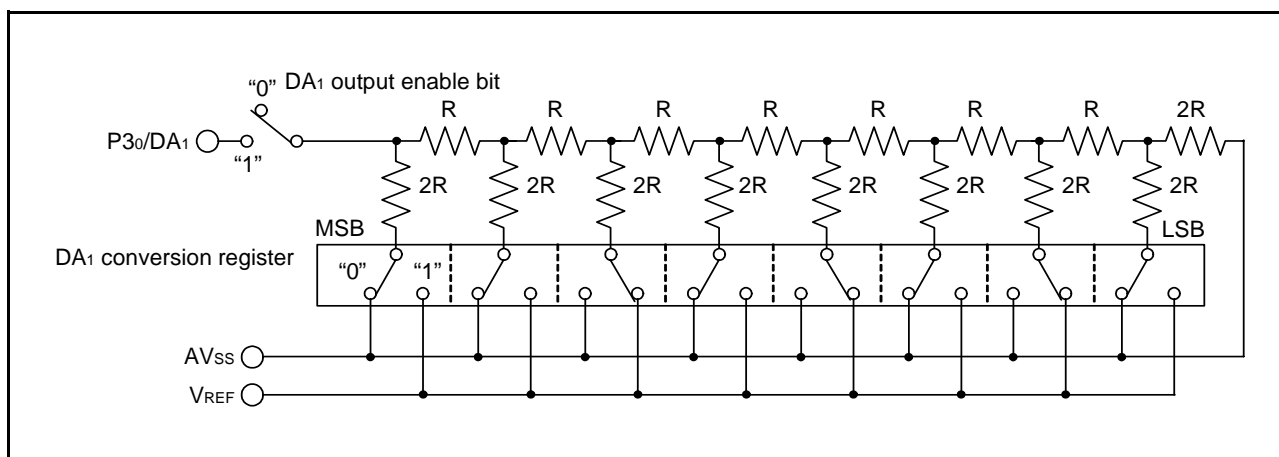 “0” DA1 output enable bit
R R R R R R R 2R
P30/DA1
“1”
2R 2R 2R 2R 2R 2R 2R 2R
MSB LSB
DA1 conversion register
“0” “1”
AVSS
VREF